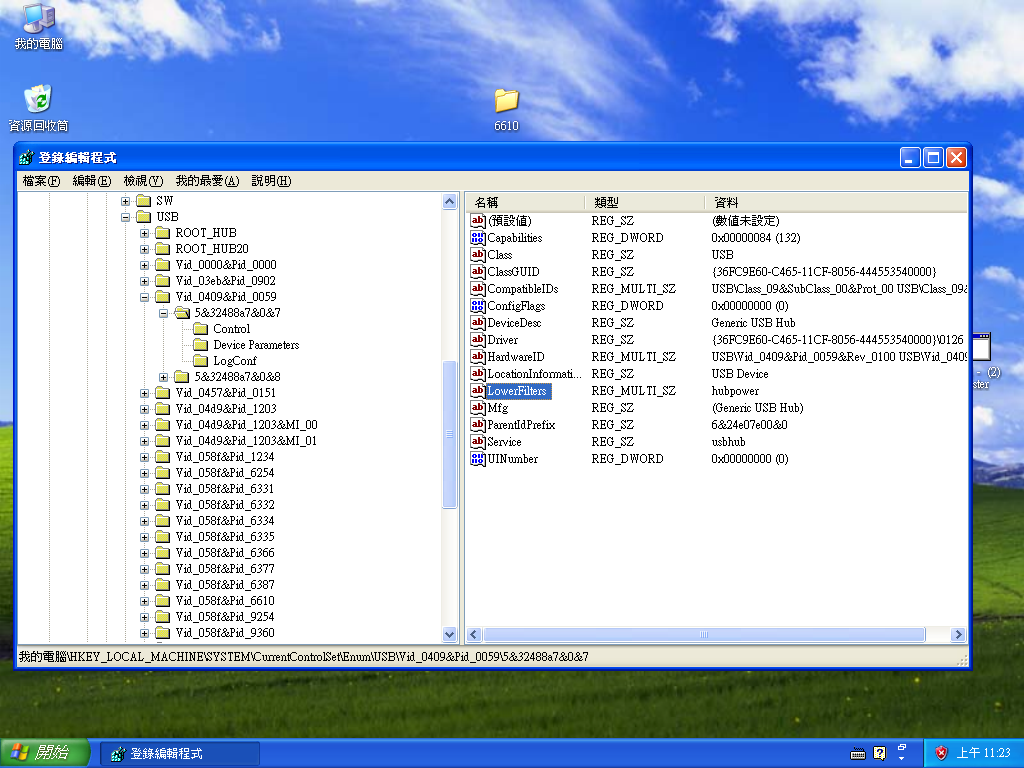 我的電腦
資源回收筒
6610
登錄編輯程式
檔案(F) 編輯(E) 檢視(V) 我的最愛(A) 說明(H)
SW
USB
ROOT_HUB
ROOT_HUB20
Vid_0000&Pid_0000
Vid_03eb&Pid_0902
Vid_0409&Pid_0059
5&32488a7&0&7
Control
Device Parameters
LogConf
5&32488a7&0&8
Vid_0457&Pid_0151
Vid_04d9&Pid_1203
Vid_04d9&Pid_1203&MI_00
Vid_04d9&Pid_1203&MI_01
Vid_058f&Pid_1234
Vid_058f&Pid_6254
Vid_058f&Pid_6331
Vid_058f&Pid_6332
Vid_058f&Pid_6334
Vid_058f&Pid_6335
Vid_058f&Pid_6366
Vid_058f&Pid_6377
Vid_058f&Pid_6387
Vid_058f&Pid_6610
Vid_058f&Pid_9254
Vid_058f&Pid_9360
名稱 類型 資料
(預設值) REG_SZ (數值未設定)
Capabilities REG_DWORD 0x00000084 (132)
Class REG_SZ USB
ClassGUID REG_SZ {36FC9E60-C465-11CF-8056-444553540000}
CompatibleIDs REG_MULTI_SZ USB\Class_09&SubClass_00&Prot_00 USB\Class_09&
ConfigFlags REG_DWORD 0x00000000 (0)
DeviceDesc REG_SZ Generic USB Hub
Driver REG_SZ {36FC9E60-C465-11CF-8056-444553540000}\0126
HardwareID REG_MULTI_SZ USB\Vid_0409&Pid_0059&Rev_0100 USB\Vid_0409
LocationInformati... REG_SZ USB Device
LowerFilters REG_MULTI_SZ hubpower
Mfg REG_SZ (Generic USB Hub)
ParentIdPrefix REG_SZ 6&24e07e00&0
Service REG_SZ usbhub
UINumber REG_DWORD 0x00000000 (0)
- (2)
ster
我的電腦\HKEY_LOCAL_MACHINE\SYSTEM\CurrentControlSet\Enum\USB\Vid_0409&Pid_0059\5&32488a7&0&7
開始 登錄編輯程式 上午 11:23